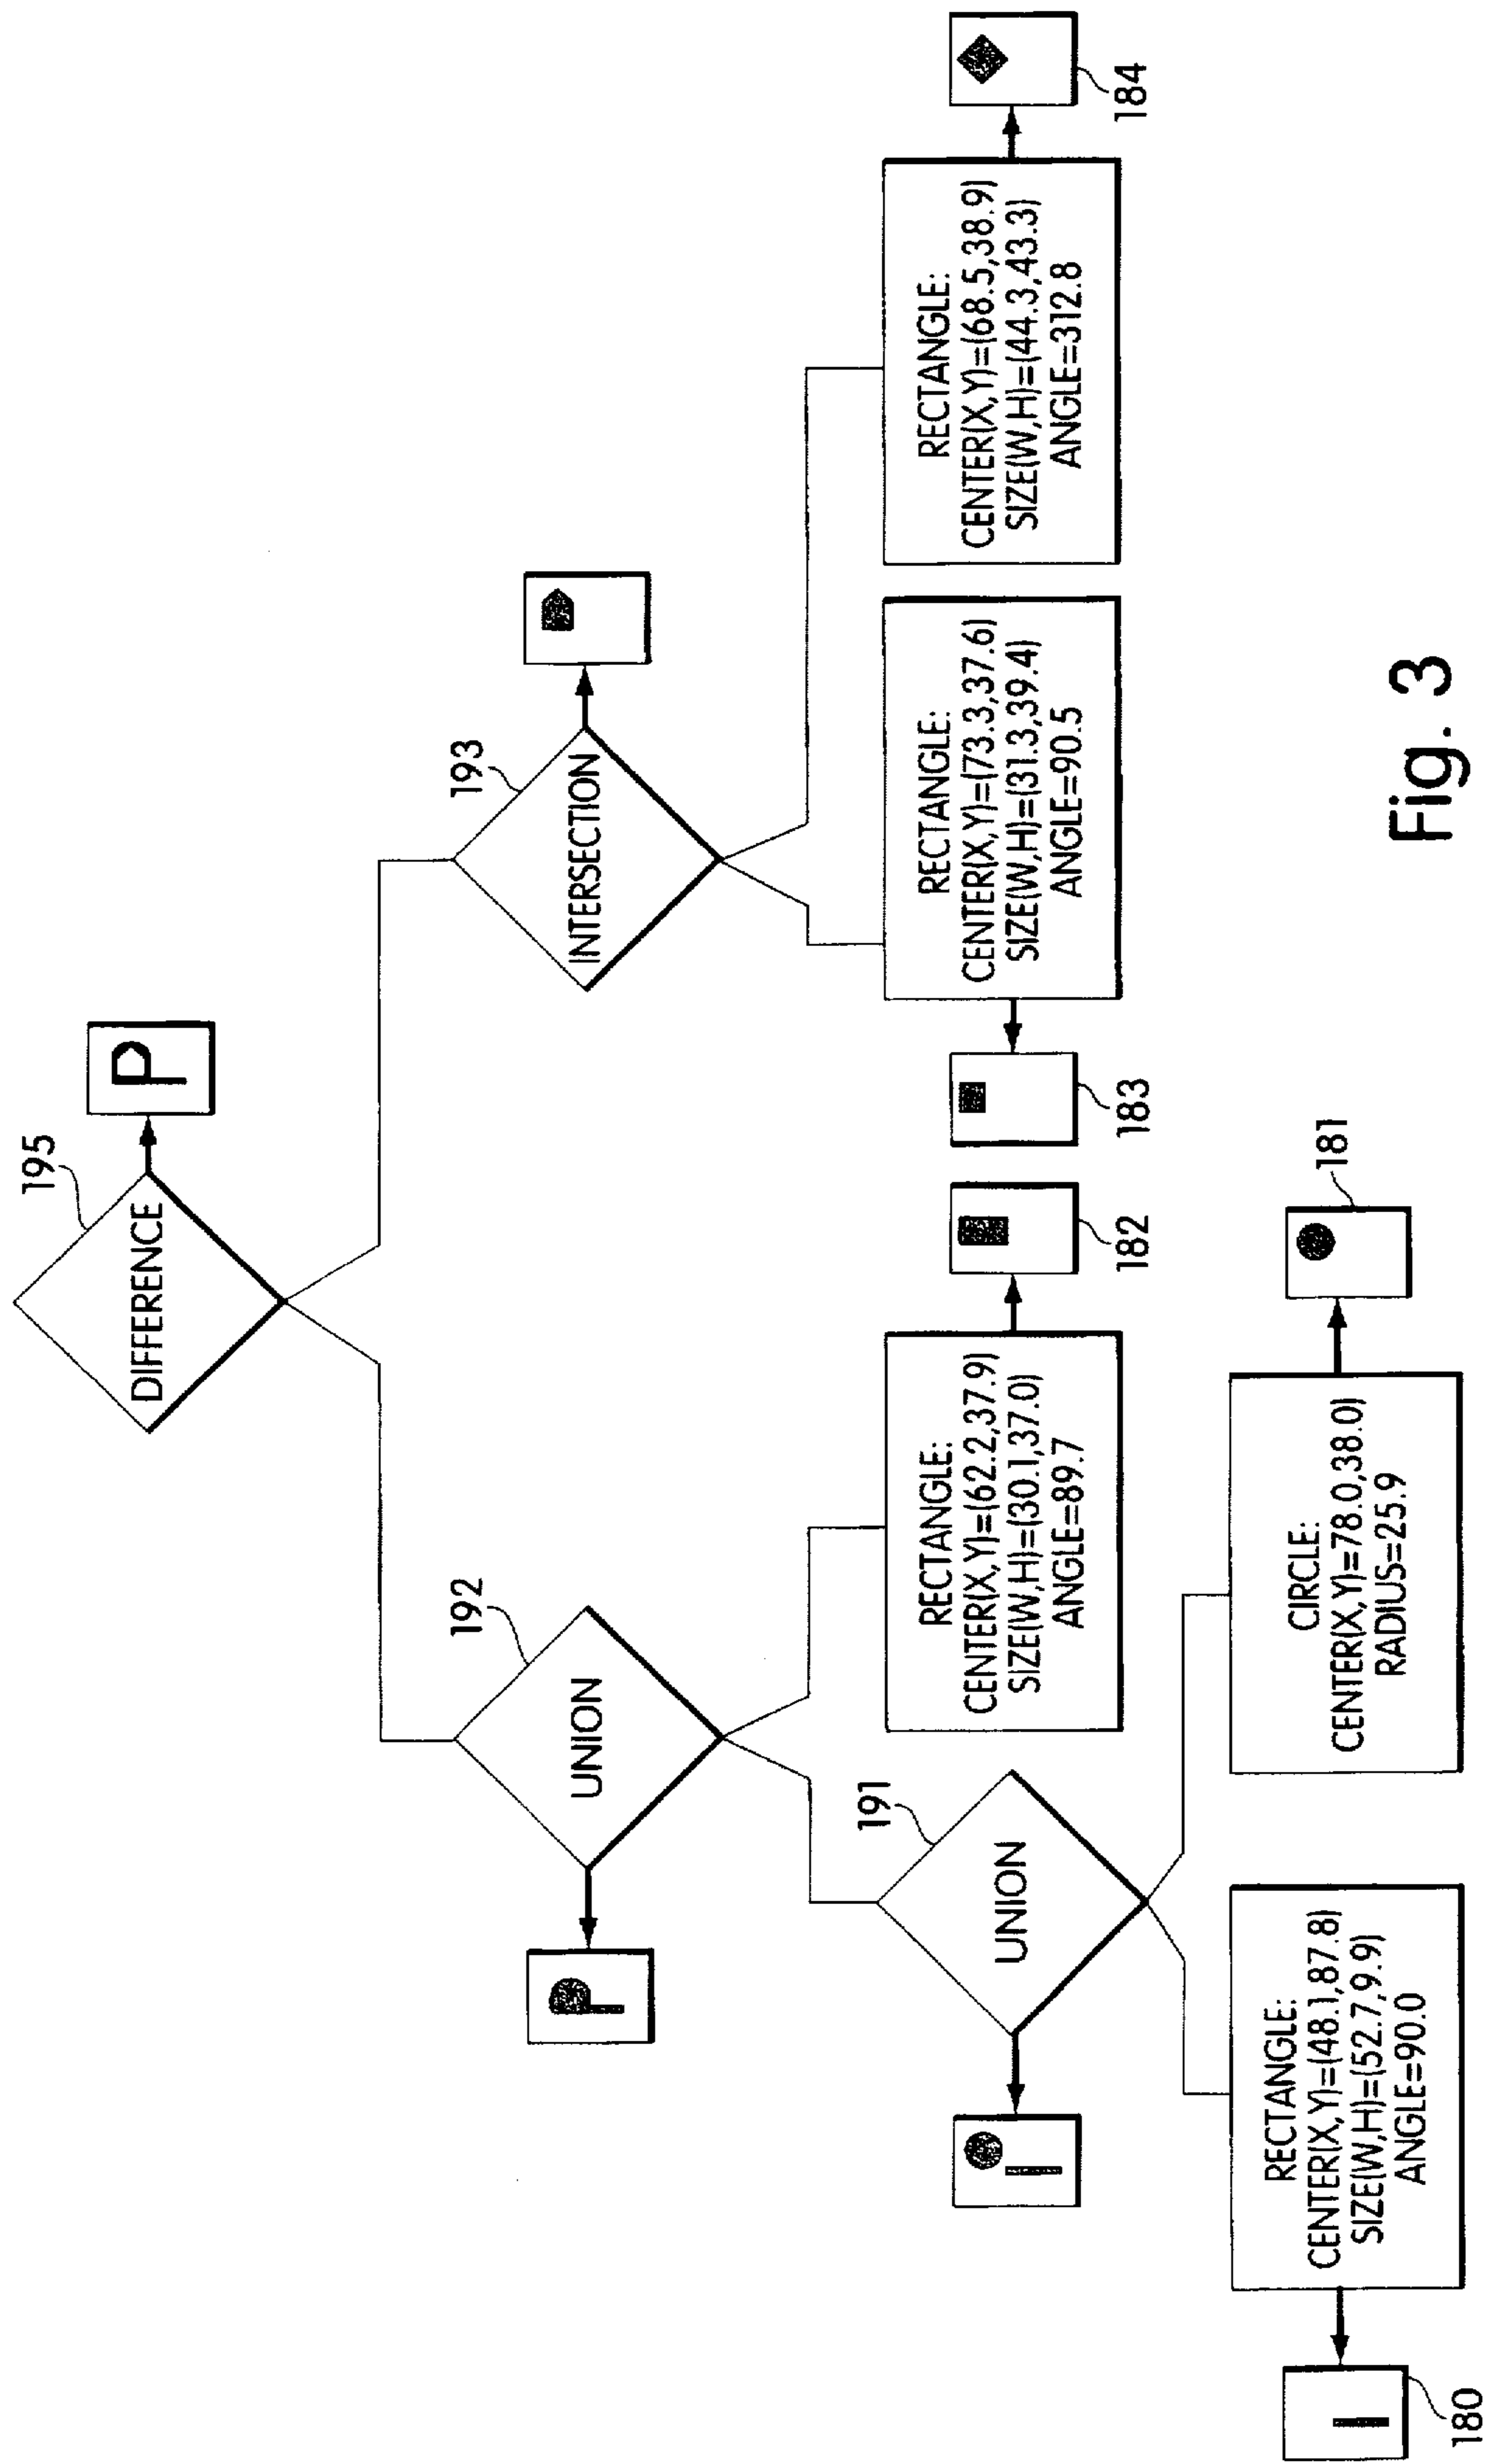 195
DIFFERENCE
P
192
UNION
P
193
INTERSECTION
191
UNION
RECTANGLE:
CENTER(X,Y)=(62.2,37.9)
SIZE(W,H)=(30.1,37.0)
ANGLE=89.7
182
183
RECTANGLE:
CENTER(X,Y)=(73.3,37.6)
SIZE(W,H)=(31.3,39.4)
ANGLE=90.5
RECTANGLE:
CENTER(X,Y)=(68.5,38.9)
SIZE(W,H)=(44.3,43.3)
ANGLE=312.8
184
180
RECTANGLE:
CENTER(X,Y)=(48.1,87.8)
SIZE(W,H)=(52.7,9.9)
ANGLE=90.0
CIRCLE:
CENTER(X,Y)=78.0,38.0)
RADIUS=25.9
181
Fig. 3